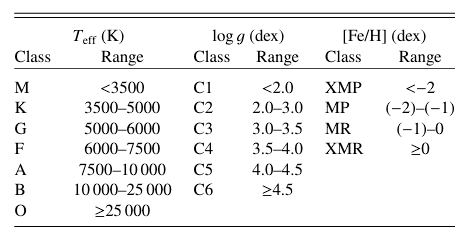 T_eff (K) log g (dex) [Fe/H] (dex)
Class Range Class Range Class Range
M <3500 C1 <2.0 XMP <−2
K 3500–5000 C2 2.0–3.0 MP (−2)–(−1)
G 5000–6000 C3 3.0–3.5 MR (−1)–0
F 6000–7500 C4 3.5–4.0 XMR ≥0
A 7500–10 000 C5 4.0–4.5
B 10 000–25 000 C6 ≥4.5
O ≥25 000